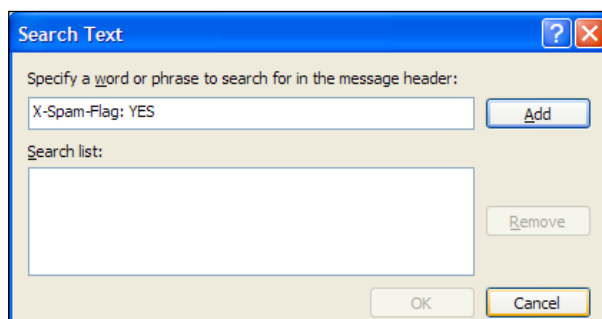 Search Text
Specify a word or phrase to search for in the message header:
X-Spam-Flag: YES
Add
Search list:
Remove
OK
Cancel